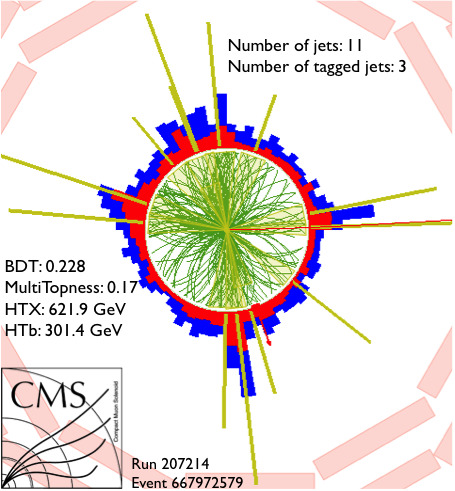 Number of jets: 11
Number of tagged jets: 3
BDT: 0.228
MultiTopness: 0.17
HTX: 621.9 GeV
HTb: 301.4 GeV
CMS
Compact Muon Solenoid
Run 207214
Event 667972579